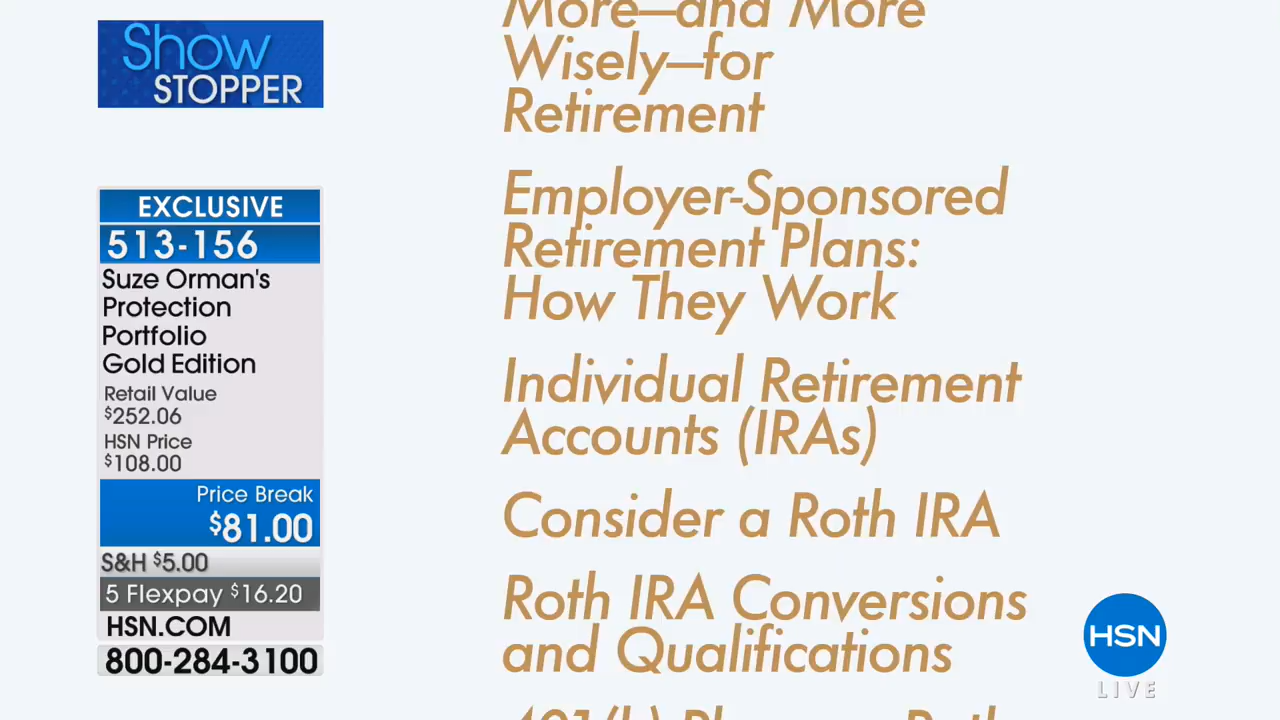 Show
STOPPER
EXCLUSIVE
513-156
Suze Orman's
Protection
Portfolio
Gold Edition
Retail Value
$252.06
HSN Price
$108.00
Price Break
$81.00
S&H $5.00
5 Flexpay $16.20
HSN.COM
800-284-3100
More—and More
Wisely—for
Retirement
Employer-Sponsored
Retirement Plans:
How They Work
Individual Retirement
Accounts (IRAs)
Consider a Roth IRA
Roth IRA Conversions
and Qualifications
HSN
LIVE